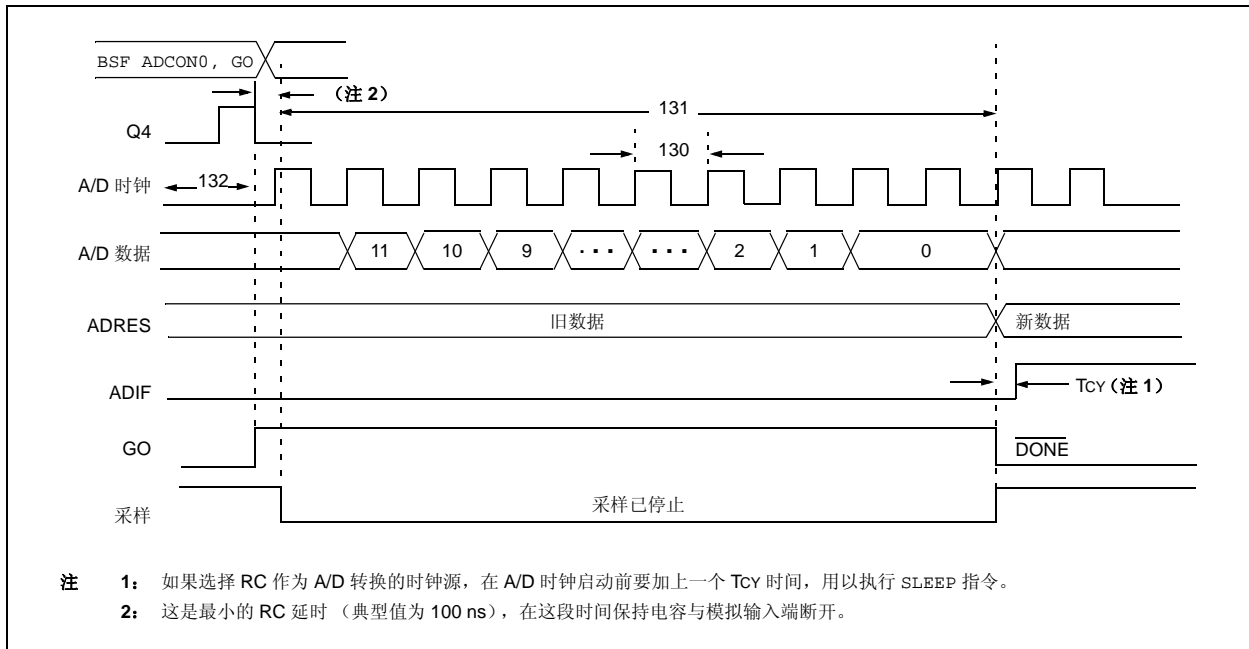 BSF ADCON0, GO
（注 2）
131
Q4
130
A/D 时钟
132
A/D 数据
11 10 9 ··· ··· 2 1 0
ADRES
旧数据
新数据
ADIF
TCY（注 1）
GO
DONE
采样
采样已停止
注 1： 如果选择 RC 作为 A/D 转换的时钟源，在 A/D 时钟启动前要加上一个 TCY 时间，用以执行 SLEEP 指令。
2： 这是最小的 RC 延时 （典型值为 100 ns），在这段时间保持电容与模拟输入端断开。